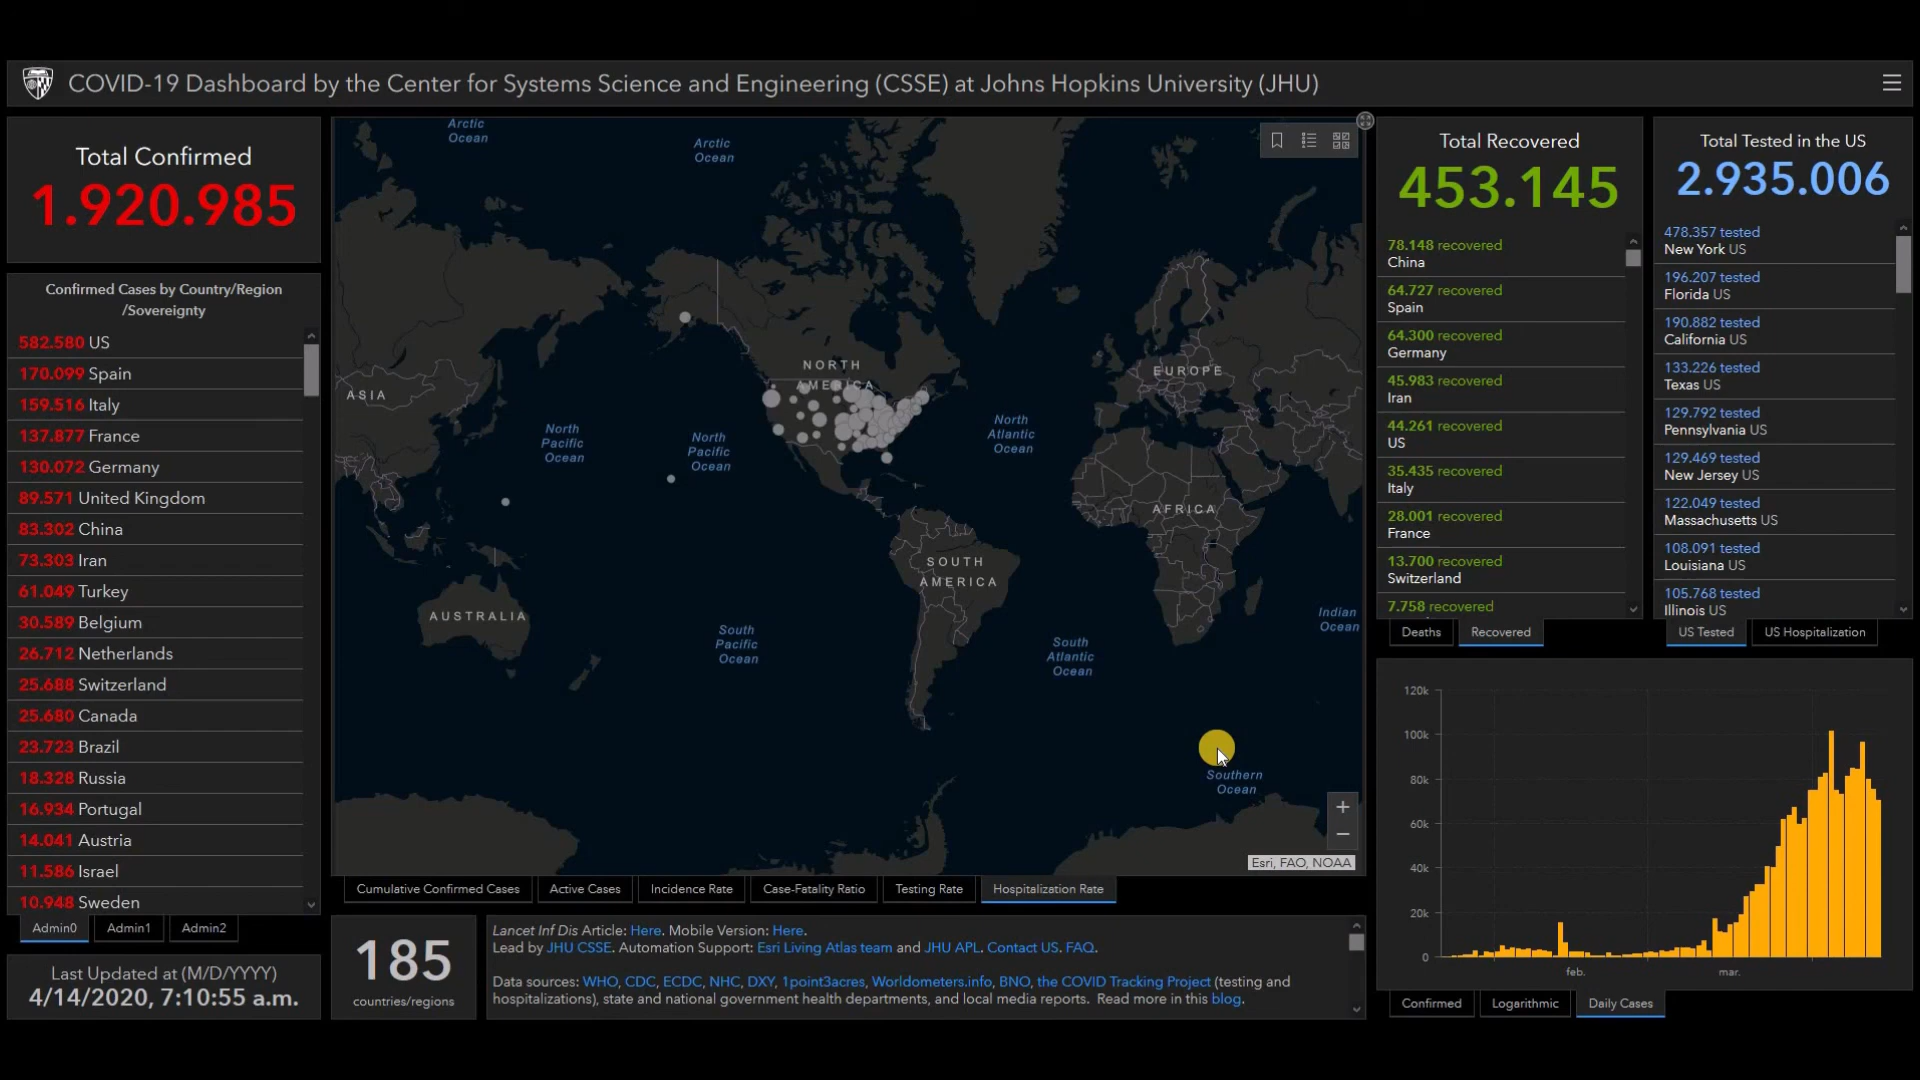 COVID-19 Dashboard by the Center for Systems Science and Engineering (CSSE) at Johns Hopkins University (JHU)
Total Confirmed
1.920.985
Confirmed Cases by Country/Region
/Sovereignty
582.580 US
170.099 Spain
159.516 Italy
137.877 France
130.072 Germany
89.571 United Kingdom
83.302 China
73.303 Iran
61.049 Turkey
30.589 Belgium
26.712 Netherlands
25.688 Switzerland
25.680 Canada
23.723 Brazil
18.328 Russia
16.934 Portugal
14.041 Austria
11.586 Israel
10.948 Sweden
Admin0
Admin1
Admin2
Last Updated at (M/D/YYYY)
4/14/2020, 7:10:55 a.m.
Arctic
Ocean
Arctic
Ocean
NORTH
AMERICA
EUROPE
ASIA
North
Pacific
Ocean
North
Pacific
Ocean
North
Atlantic
Ocean
AFRICA
SOUTH
AMERICA
AUSTRALIA
Indian
Ocean
South
Pacific
Ocean
South
Atlantic
Ocean
Southern
Ocean
+
−
Esri, FAO, NOAA
Cumulative Confirmed Cases
Active Cases
Incidence Rate
Case-Fatality Ratio
Testing Rate
Hospitalization Rate
185
countries/regions
Lancet Inf Dis Article: Here. Mobile Version: Here.
Lead by JHU CSSE. Automation Support: Esri Living Atlas team and JHU APL. Contact US. FAQ.
Data sources: WHO, CDC, ECDC, NHC, DXY, 1point3acres, Worldometers.info, BNO, the COVID Tracking Project (testing and
hospitalizations), state and national government health departments, and local media reports. Read more in this blog.
Total Recovered
453.145
78.148 recovered
China
64.727 recovered
Spain
64.300 recovered
Germany
45.983 recovered
Iran
44.261 recovered
US
35.435 recovered
Italy
28.001 recovered
France
13.700 recovered
Switzerland
7.758 recovered
Deaths
Recovered
Total Tested in the US
2.935.006
478.357 tested
New York US
196.207 tested
Florida US
190.882 tested
California US
133.226 tested
Texas US
129.792 tested
Pennsylvania US
129.469 tested
New Jersey US
122.049 tested
Massachusetts US
108.091 tested
Louisiana US
105.768 tested
Illinois US
US Tested
US Hospitalization
120k
100k
80k
60k
40k
20k
0
feb.
mar.
Confirmed
Logarithmic
Daily Cases